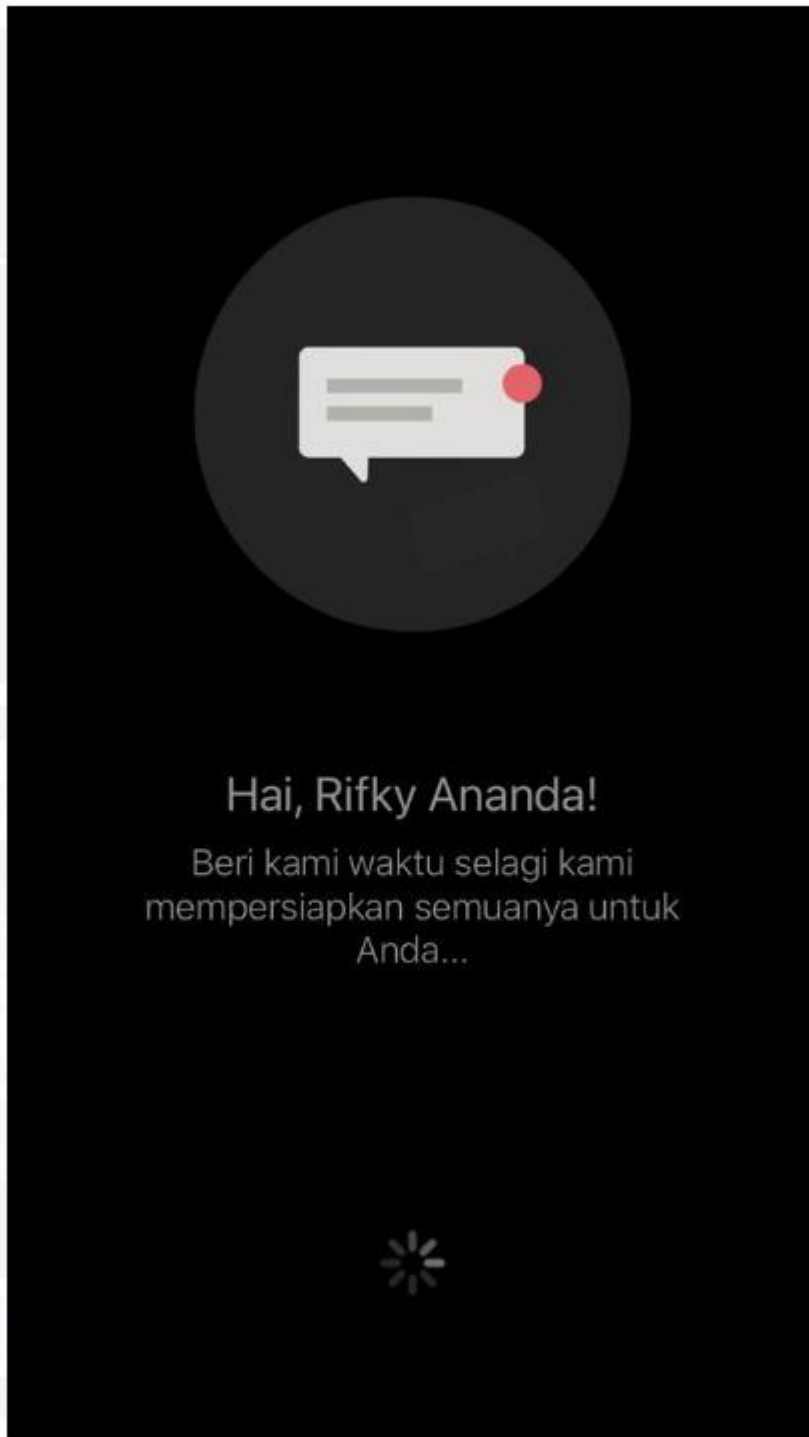 Hai, Rifky Ananda!
Beri kami waktu selagi kami
mempersiapkan semuanya untuk
Anda...